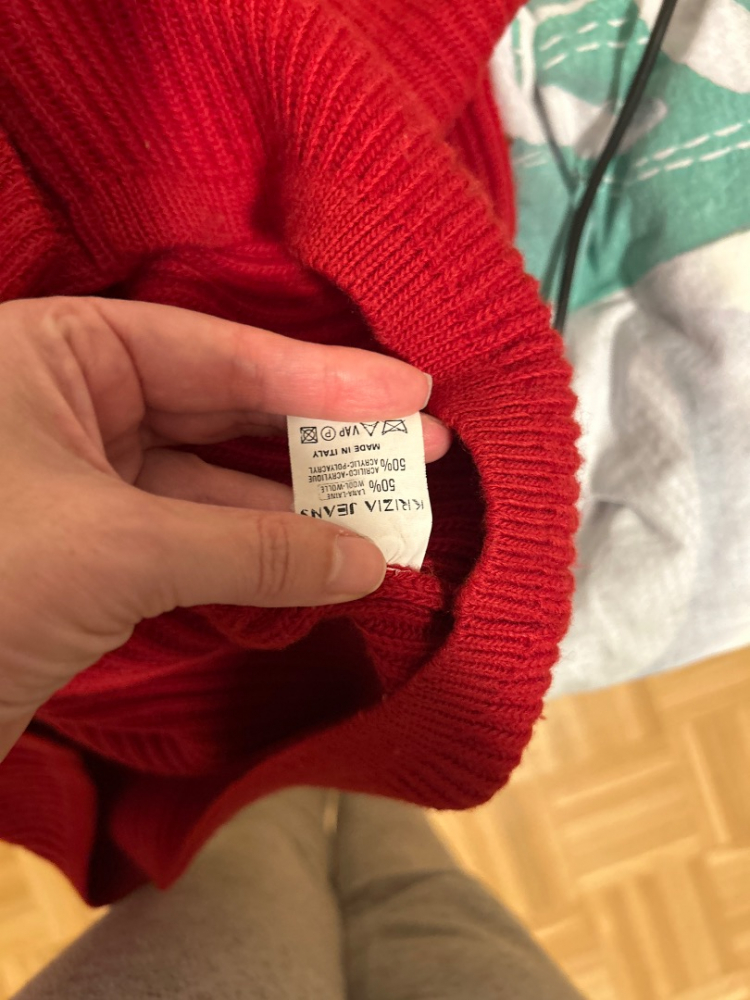 KRIZIA JEANS
LANA-LAINE
50% WOOL-WOLLE
ACRILICO-ACRYLIQUE
50% ACRYLIC-POLYACRYL
MADE IN ITALY
VAP P